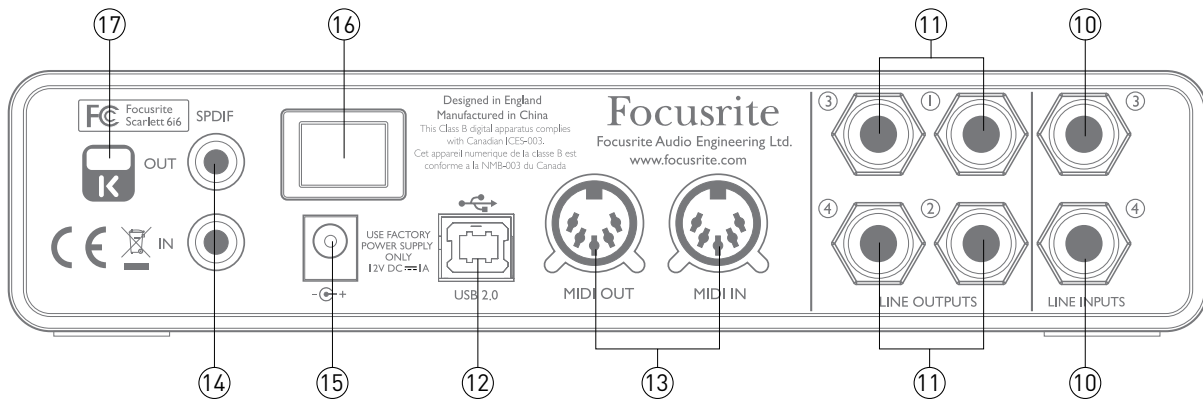 17
16
11
10
FC Focusrite
Scarlett 6i6
SPDIF
OUT
K
IN
CE
Designed in England
Manufactured in China
This Class B digital apparatus complies
with Canadian ICES-003.
Cet appareil numerique de la classe B est
conforme a la NMB-003 du Canada
Focusrite
Focusrite Audio Engineering Ltd.
www.focusrite.com
USE FACTORY
POWER SUPPLY
ONLY
12V DC 1A
- +
USB 2.0
MIDI OUT
MIDI IN
3
1
4
2
LINE OUTPUTS
3
4
LINE INPUTS
14
15
12
13
11
10